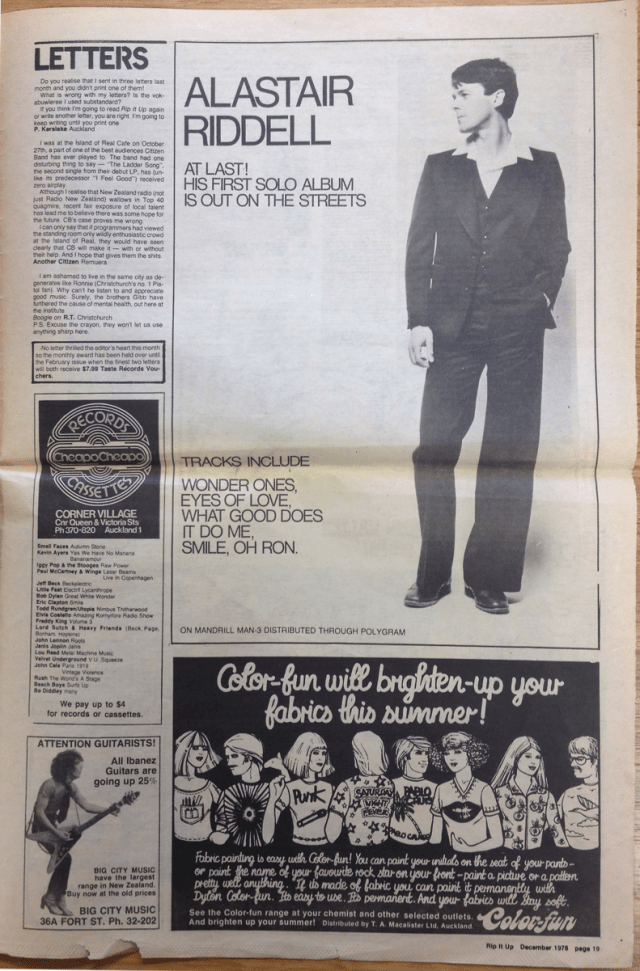 LETTERS
Do you realise that I sent in three letters last
month and you didn't print one of them!
What is wrong with my letters? Is the vok-
abuwleree I used substandard?
If you think I'm going to read Rip It Up again
or write another letter, you are right. I'm going to
keep writing until you print one.
P. Karslake Auckland
I was at the Island of Real Cafe on October
27th, a part of one of the best audiences Citizen
Band has ever played to. The band had one
disturbing thing to say — "The Ladder Song",
the second single from their debut LP, has (un-
like its predecessor "I Feel Good") received
zero airplay.
Although I realise that New Zealand radio (not
just Radio New Zealand) wallows in Top 40
quagmire, recent fair exposure of local talent
has lead me to believe there was some hope for
the future. CB's case proves me wrong.
I can only say that if programmers had viewed
the standing room only wildly enthusiastic crowd
at the Island of Real, they would have seen
clearly that CB will make it — with or without
their help. And I hope that gives them the shits.
Another Citizen Remuera
I am ashamed to live in the same city as de-
generates like Ronnie (Christchurch's no. 1 Pis-
tol fan). Why can't he listen to and appreciate
good music. Surely, the brothers Gibb have
furthered the cause of mental health, out here at
the institute.
Boogie on R.T. Christchurch
P.S. Excuse the crayon, they won't let us use
anything sharp here.
No letter thrilled the editor's heart this month
so the monthly award has been held over until
the February issue when the finest two letters
will both receive $7.99 Taste Records Vou-
chers.
RECORDS
CheapoCheapo
CASSETTES
CORNER VILLAGE
Cnr Queen & Victoria Sts
Ph 370-820 Auckland 1
Small Faces Autumn Stone
Kevin Ayers Yes We Have No Manana
Bananamour
Iggy Pop & the Stooges Raw Power
Paul McCartney & Wings Lazar Beams
Live in Copenhagen
Jeff Beck Beckelectric
Little Feat Electrif Lycanthrope
Bob Dylan Great White Wonder
Eric Clapton Smile
Todd Rundgren/Utopia Nimbus Thitherwood
Elvis Costello Amazing Kornyifone Radio Show
Freddy King Volume 3
Lord Sutch & Heavy Friends (Beck, Page,
Bonham, Hopkins)
John Lennon Roots
Janis Joplin Janis
Lou Reed Metal Machine Music
Velvet Underground V.U. Squeeze
John Cale Paris 1919
Vintage Violence
Rush The World's A Stage
Beach Boys Surfs Up
Bo Diddley many
We pay up to $4
for records or cassettes.
ATTENTION GUITARISTS!
All Ibanez
Guitars are
going up 25%
BIG CITY MUSIC
have the largest
range in New Zealand.
Buy now at the old prices
BIG CITY MUSIC
36A FORT ST. Ph. 32-202
ALASTAIR
RIDDELL
AT LAST!
HIS FIRST SOLO ALBUM
IS OUT ON THE STREETS
TRACKS INCLUDE
WONDER ONES,
EYES OF LOVE,
WHAT GOOD DOES
IT DO ME,
SMILE, OH RON.
ON MANDRILL MAN-3 DISTRIBUTED THROUGH POLYGRAM
Color-fun will brighten-up your
fabrics this summer!
Punk
SATURDAY
NIGHT
FEVER
PABLO
CRUISE
PABLO CRUISE
Fabric painting is easy with Color-fun! You can paint your initials on the seat of your pants-
or paint the name of your favourite rock star on your front - paint a picture or a pattern
pretty well anything. If its made of fabric you can paint it permanently with
Dylon Color-fun. Its easy to use. Its permanent. And your fabrics will stay soft.
See the Color-fun range at your chemist and other selected outlets.
And brighten up your summer! Distributed by T. A. Macalister Ltd, Auckland.
Color-fun
Rip It Up December 1978 page 19